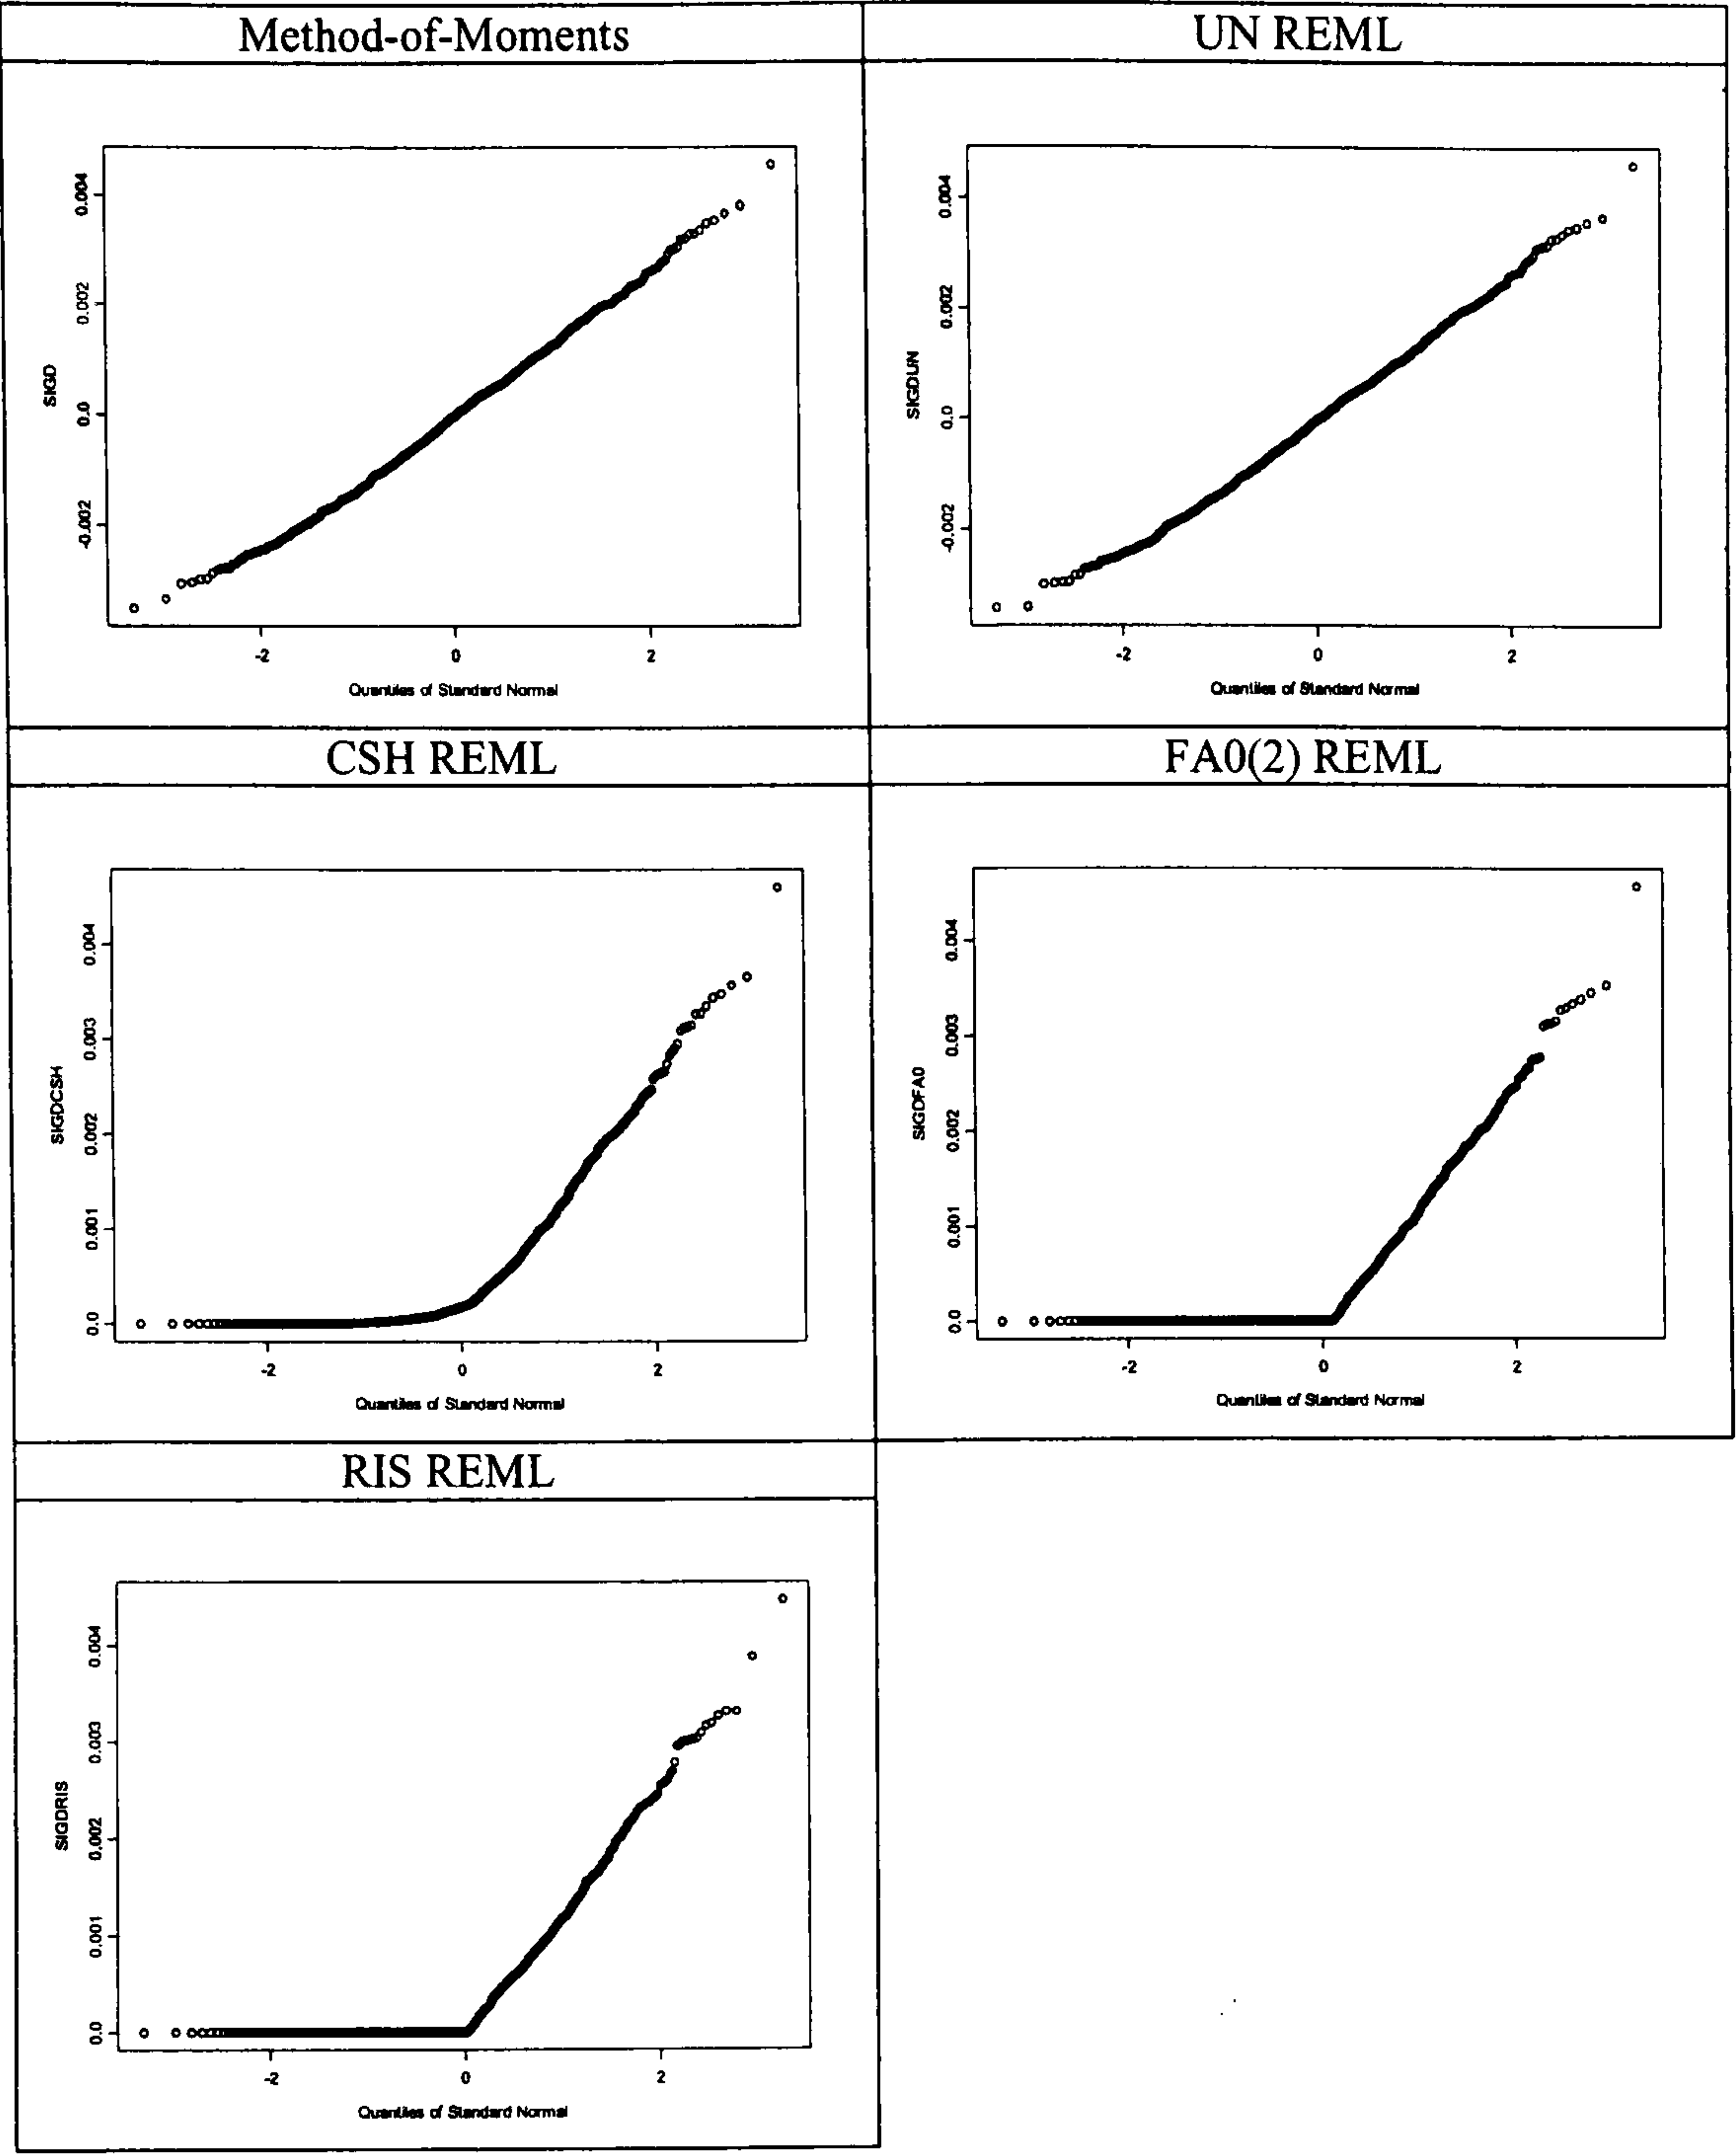 Method-of-Moments
UN REML
SIGD
0.004
0.002
0.0
-0.002
-2 0 2
Quantiles of Standard Normal
SIGDUN
0.004
0.002
0.0
-0.002
-2 0 2
Quantiles of Standard Normal
CSH REML
FA0(2) REML
SIGDCSH
0.004
0.003
0.002
0.001
0.0
-2 0 2
Quantiles of Standard Normal
SIGDFA0
0.004
0.003
0.002
0.001
0.0
-2 0 2
Quantiles of Standard Normal
RIS REML
SIGDRIS
0.004
0.003
0.002
0.001
0.0
-2 0 2
Quantiles of Standard Normal